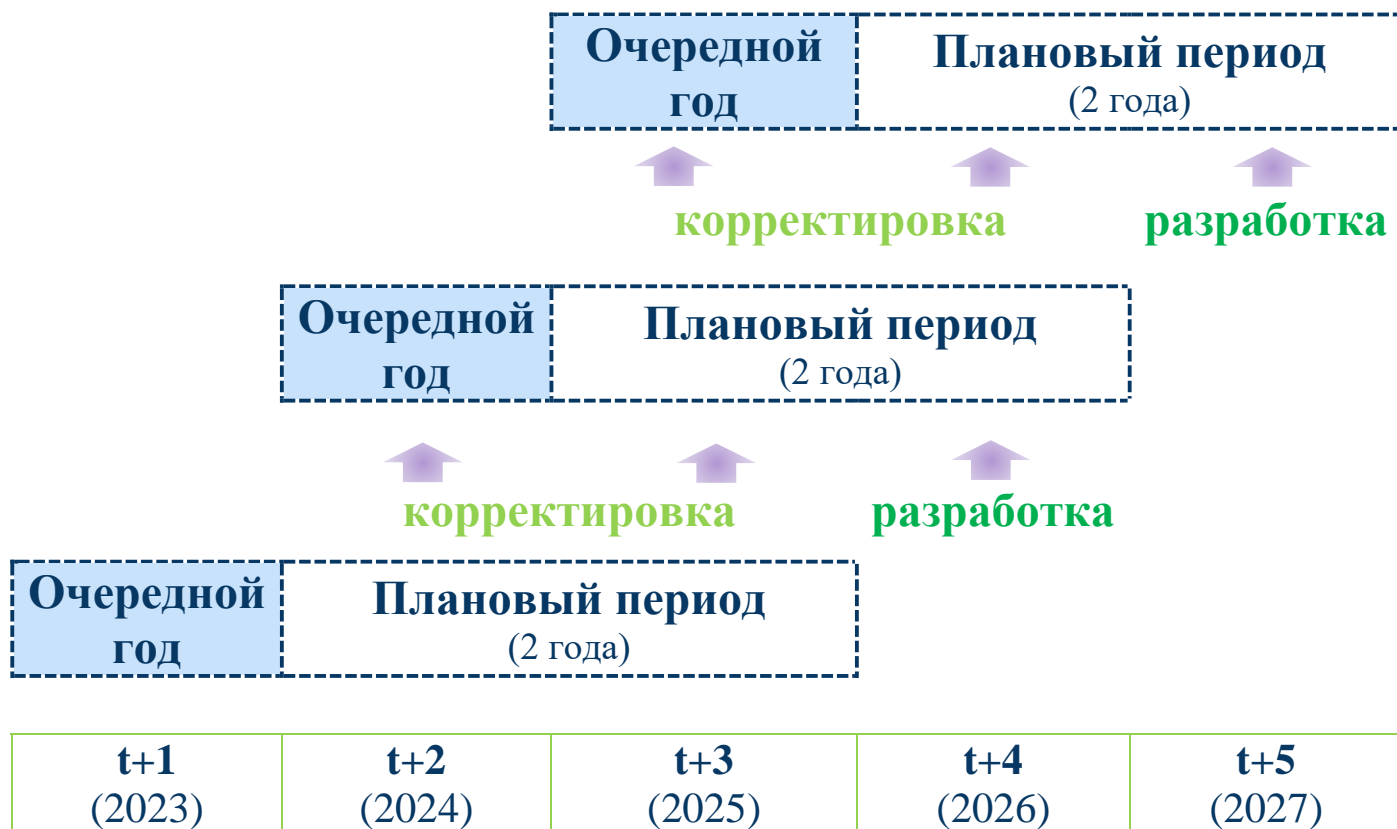 Очередной
год
Плановый период
(2 года)
корректировка
разработка
Очередной
год
Плановый период
(2 года)
корректировка
разработка
Очередной
год
Плановый период
(2 года)
t+1
(2023)
t+2
(2024)
t+3
(2025)
t+4
(2026)
t+5
(2027)